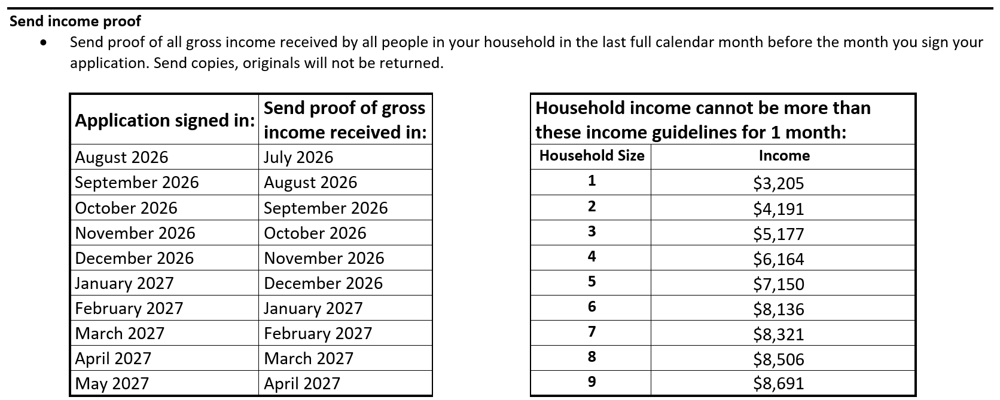 Send income proof
• Send proof of all gross income received by all people in your household in the last full calendar month before the month you sign your
application. Send copies, originals will not be returned.
Application signed in: Send proof of gross
income received in:
August 2026 July 2026
September 2026 August 2026
October 2026 September 2026
November 2026 October 2026
December 2026 November 2026
January 2027 December 2026
February 2027 January 2027
March 2027 February 2027
April 2027 March 2027
May 2027 April 2027
Household income cannot be more than
these income guidelines for 1 month:
Household Size Income
1 $3,205
2 $4,191
3 $5,177
4 $6,164
5 $7,150
6 $8,136
7 $8,321
8 $8,506
9 $8,691